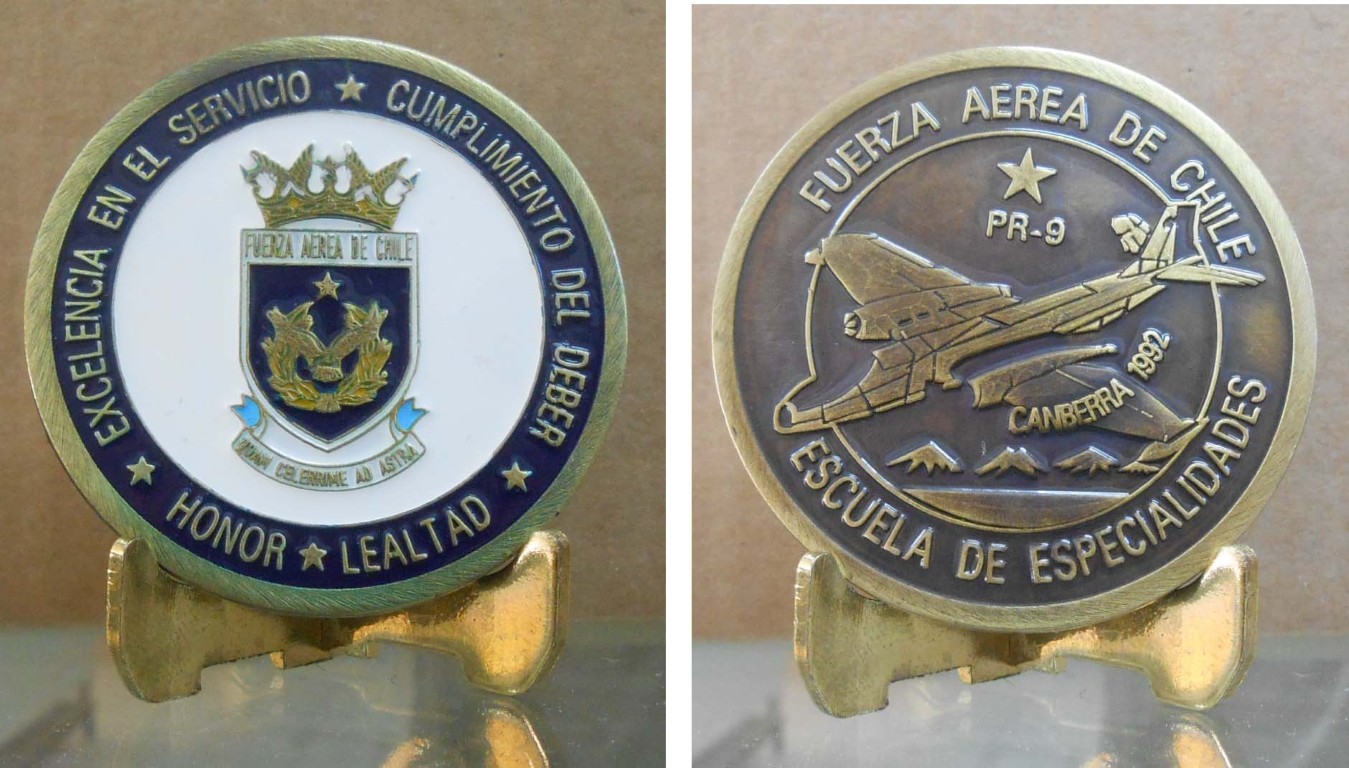 EXCELENCIA EN EL SERVICIO ★ CUMPLIMIENTO DEL DEBER
★ HONOR ★ LEALTAD ★
FUERZA AEREA DE CHILE
QUAM CELERRIME AD ASTRA
FUERZA AEREA DE CHILE
PR-9
CANBERRA 1992
ESCUELA DE ESPECIALIDADES